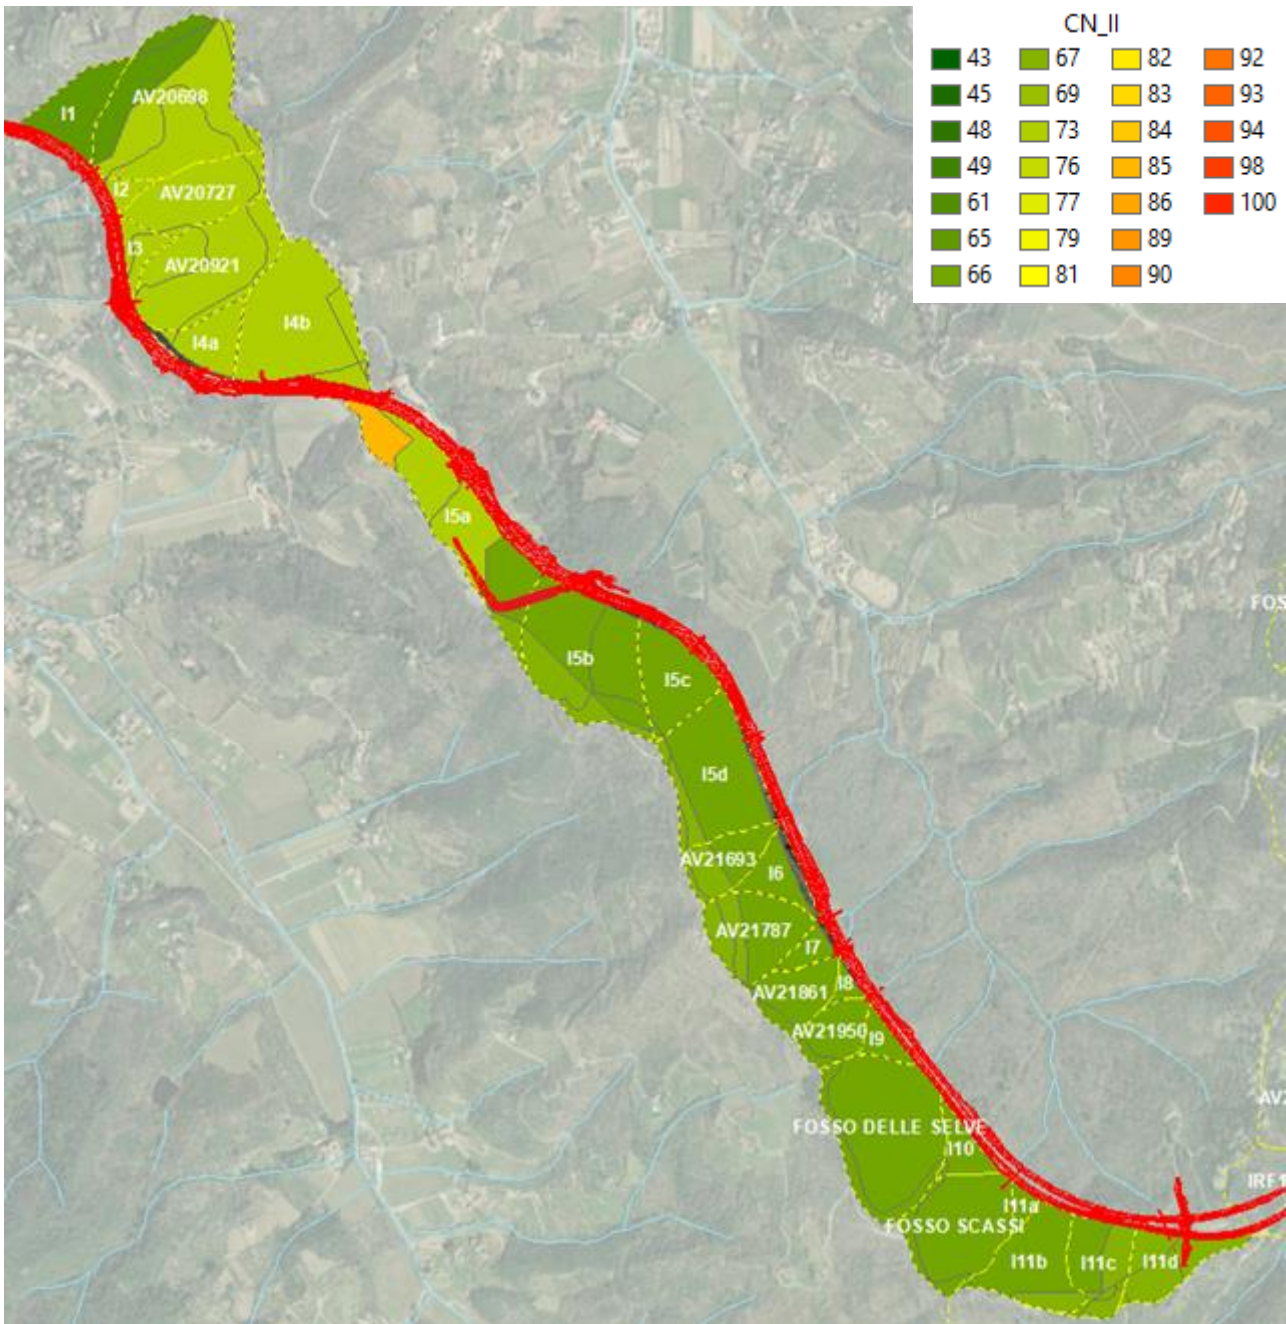 CN_II
43 67 82 92
45 69 83 93
48 73 84 94
49 76 85 98
61 77 86 100
65 79 89
66 81 90
AV20698
I1
I2
AV20727
I3
AV20921
I4b
I4a
I5a
FOS
I5b
I5c
I5d
AV21693
I6
AV21787
I7
AV21861
I8
AV21950
I9
AV2
FOSSO DELLE SELVE
I10
IRF1
I11a
FOSSO SCASSI
I11b
I11c
I11d